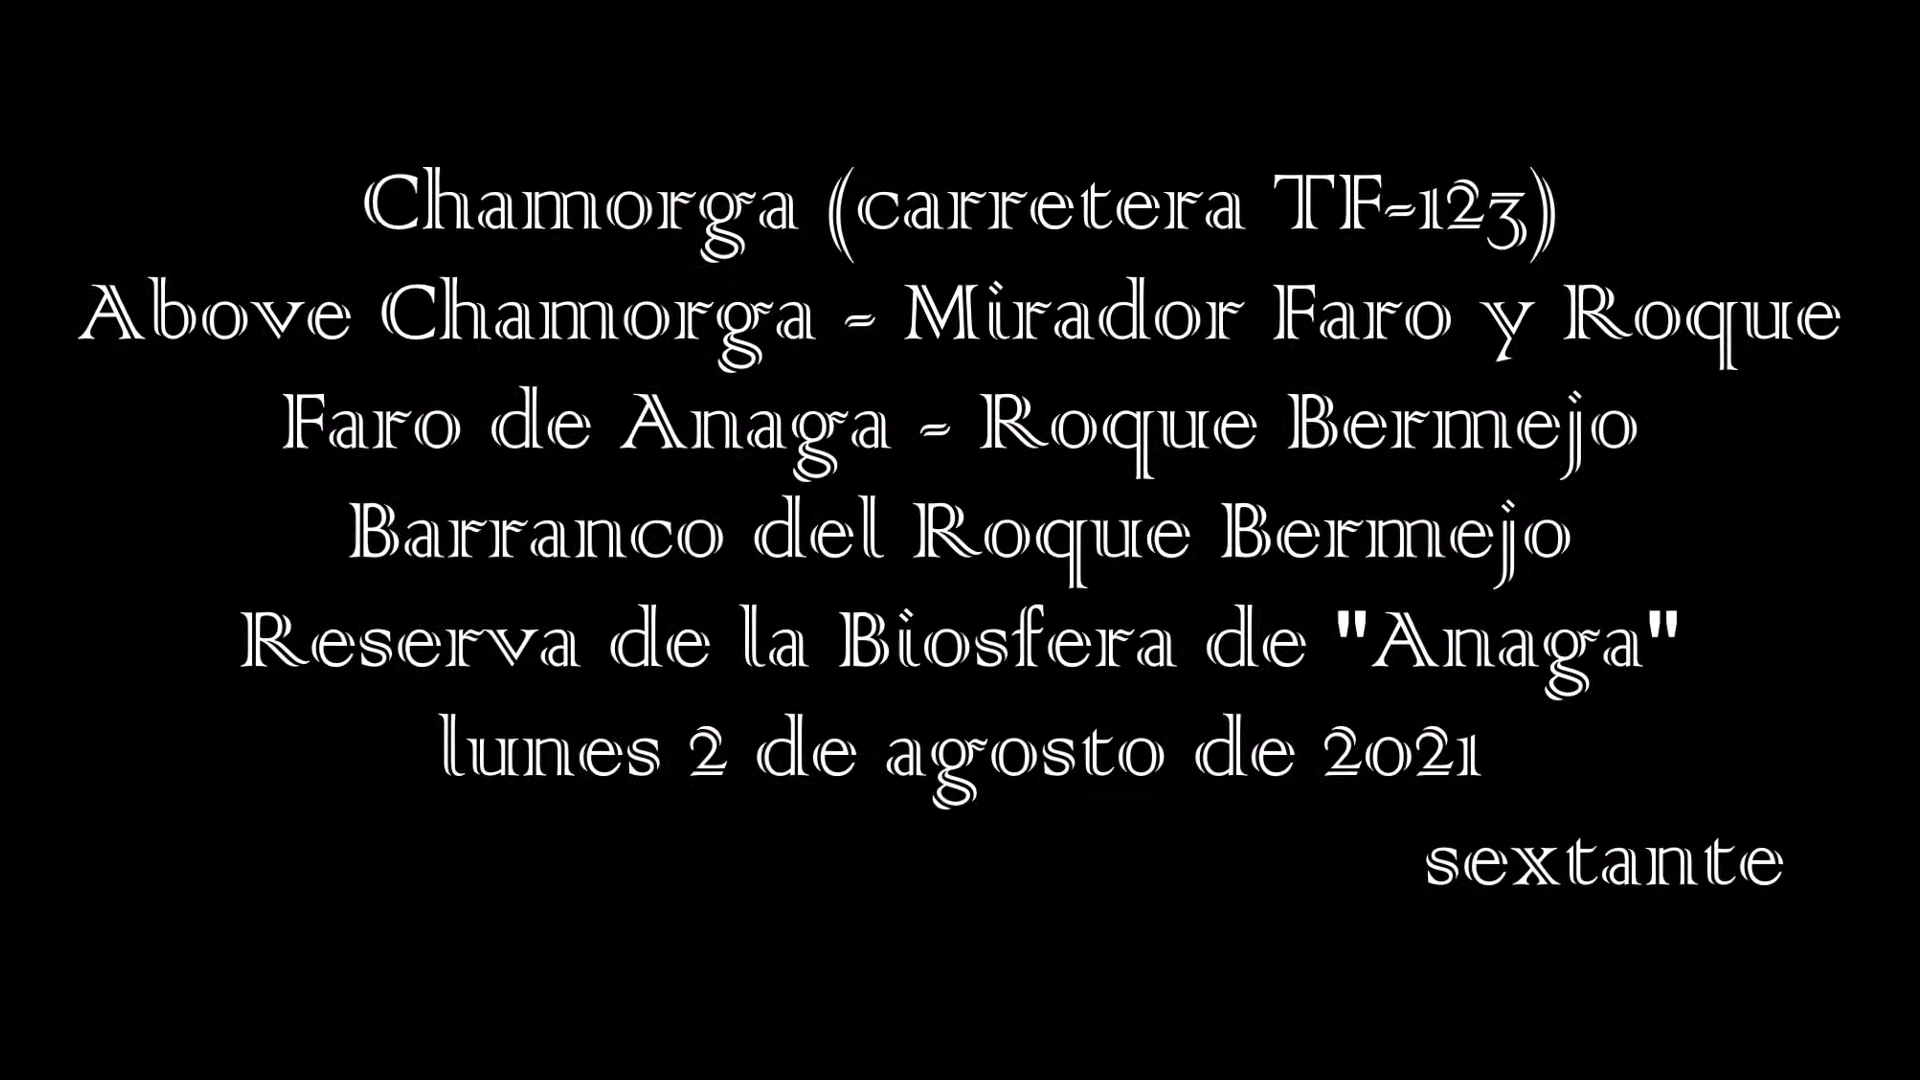 Chamorga (carretera TF-123)
Above Chamorga - Mirador Faro y Roque
Faro de Anaga - Roque Bermejo
Barranco del Roque Bermejo
Reserva de la Biosfera de "Anaga"
lunes 2 de agosto de 2021
sextante